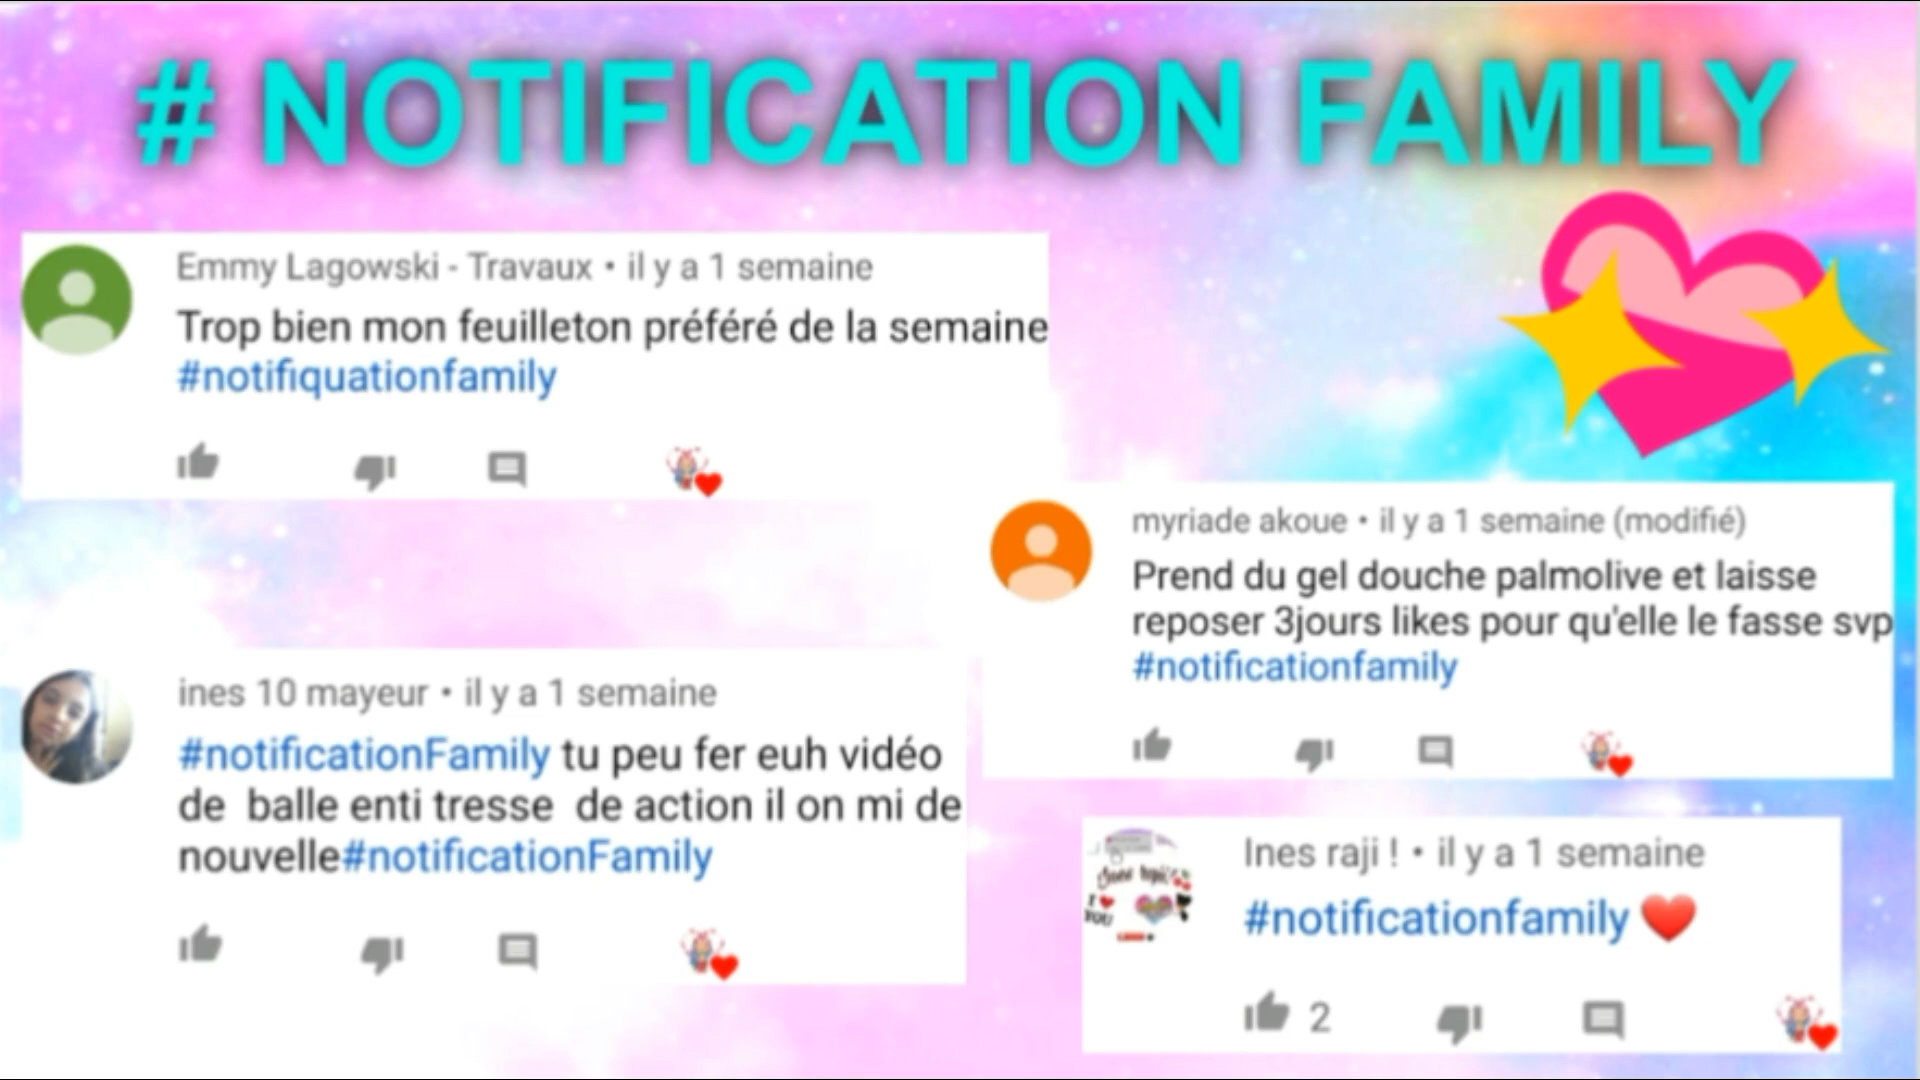 # NOTIFICATION FAMILY
Emmy Lagowski - Travaux • il y a 1 semaine
Trop bien mon feuilleton préféré de la semaine
#notifiquationfamily
myriade akoue • il y a 1 semaine (modifié)
Prend du gel douche palmolive et laisse
reposer 3jours likes pour qu'elle le fasse svp
#notificationfamily
ines 10 mayeur • il y a 1 semaine
#notificationFamily tu peu fer euh vidéo
de balle enti tresse de action il on mi de
nouvelle#notificationFamily
Ines raji ! • il y a 1 semaine
#notificationfamily ❤️
2
I ❤
YOU